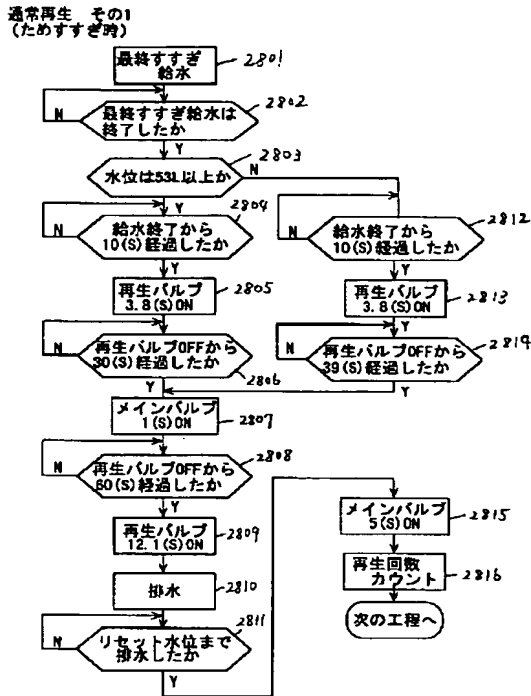 通常再生 その1
(ためすすぎ時)
最終すすぎ
給水
2801
N
最終すすぎ給水は
終了したか
2802
Y
水位は53L以上か
2803
N
Y
N
給水終了から
10(S)経過したか
2804
Y
再生バルブ
3.8(S)ON
2805
N
再生バルブOFFから
30(S)経過したか
2806
Y
N
給水終了から
10(S)経過したか
2812
Y
再生バルブ
3.8(S)ON
2813
N
再生バルブOFFから
39(S)経過したか
2814
Y
メインバルブ
1(S)ON
2807
N
再生バルブOFFから
60(S)経過したか
2808
Y
再生バルブ
12.1(S)ON
2809
排水
2810
N
リセット水位まで
排水したか
2811
Y
メインバルブ
5(S)ON
2815
再生回数
カウント
2816
次の工程へ